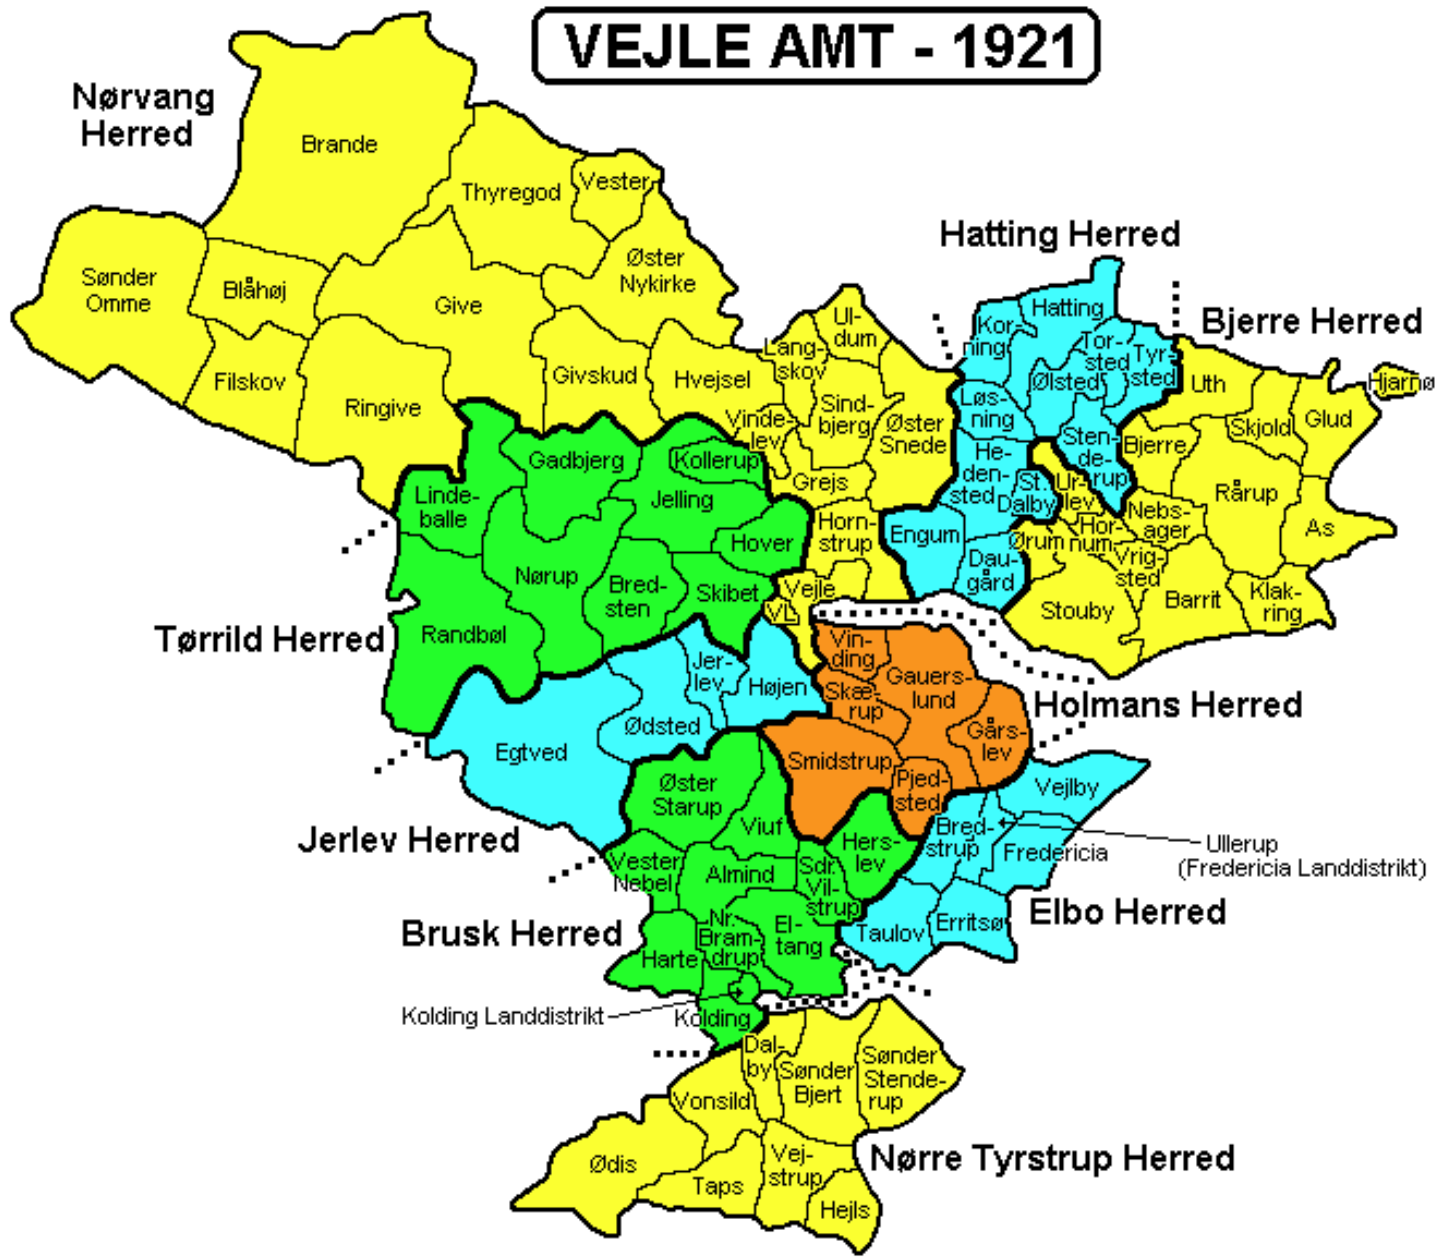 VEJLE AMT - 1921
Nørvang
Herred
Brande
Thyregod
Vester
Øster
Nykirke
Sønder
Omme
Blåhøj
Give
Filskov
Ringive
Givskud
Hvejsel
Ul-
dum
Lang-
skov
Sind-
bjerg
Øster
Snede
Vinde-
lev
Grejs
Horn-
strup
Vejle
VL
Hatting Herred
Hatting
Kor-
ning
Tor-
sted
Tyr-
sted
Ølsted
Løs-
ning
Sten-
de-
rup
He-
den-
sted
St.
Dalby
Engum
Dau-
gård
Bjerre Herred
Uth
Hjarnø
Glud
Skjold
Bjerre
Rårup
As
Ur-
lev
Nebs-
ager
Hor-
num
Ørum
Vrig-
sted
Stouby
Barrit
Klak-
ring
Tørrild Herred
Linde-
balle
Gadbjerg
Kollerup
Jelling
Hover
Nørup
Bred-
sten
Skibet
Randbøl
Jerlev Herred
Jer-
lev
Højen
Ødsted
Egtved
Holmans Herred
Vin-
ding
Gauers-
lund
Skæ-
rup
Gårs-
lev
Smidstrup
Pjed-
sted
Elbo Herred
Vejlby
Bred-
strup
Fredericia
Ullerup
(Fredericia Landdistrikt)
Taulov
Erritsø
Brusk Herred
Øster
Starup
Viuf
Hers-
lev
Vester
Nebel
Almind
Sdr.
Vil-
strup
Nr.
Bram-
drup
El-
tang
Harte
Kolding Landdistrikt
Kolding
Nørre Tyrstrup Herred
Dal-
by
Sønder
Bjert
Sønder
Stende-
rup
Vonsild
Ødis
Taps
Vej-
strup
Hejls